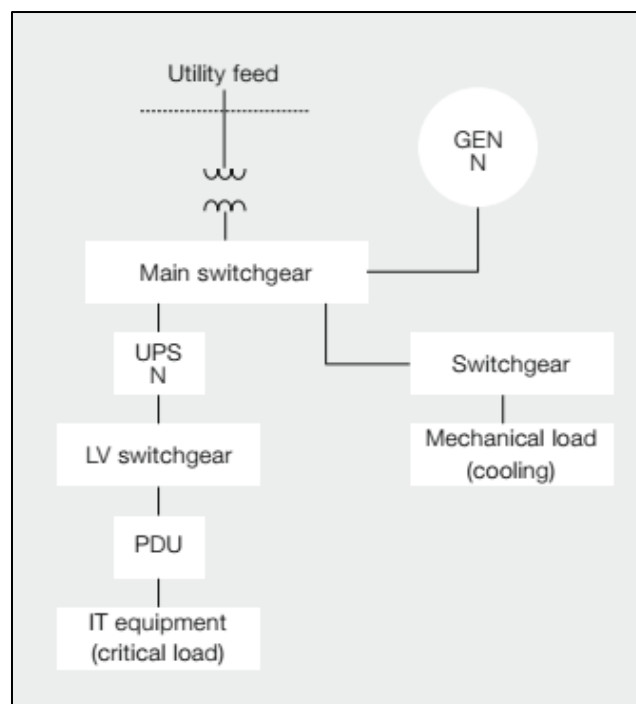 Utility feed
GEN
N
Main switchgear
UPS
N
Switchgear
LV switchgear
Mechanical load
(cooling)
PDU
IT equipment
(critical load)